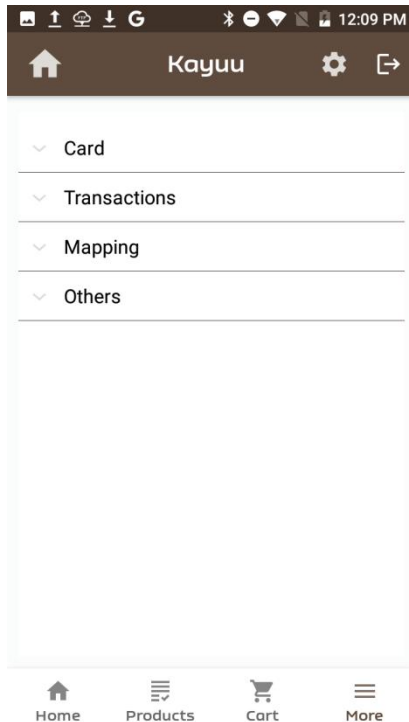 G 12:09 PM
Kayuu
Card
Transactions
Mapping
Others
Home Products Cart More